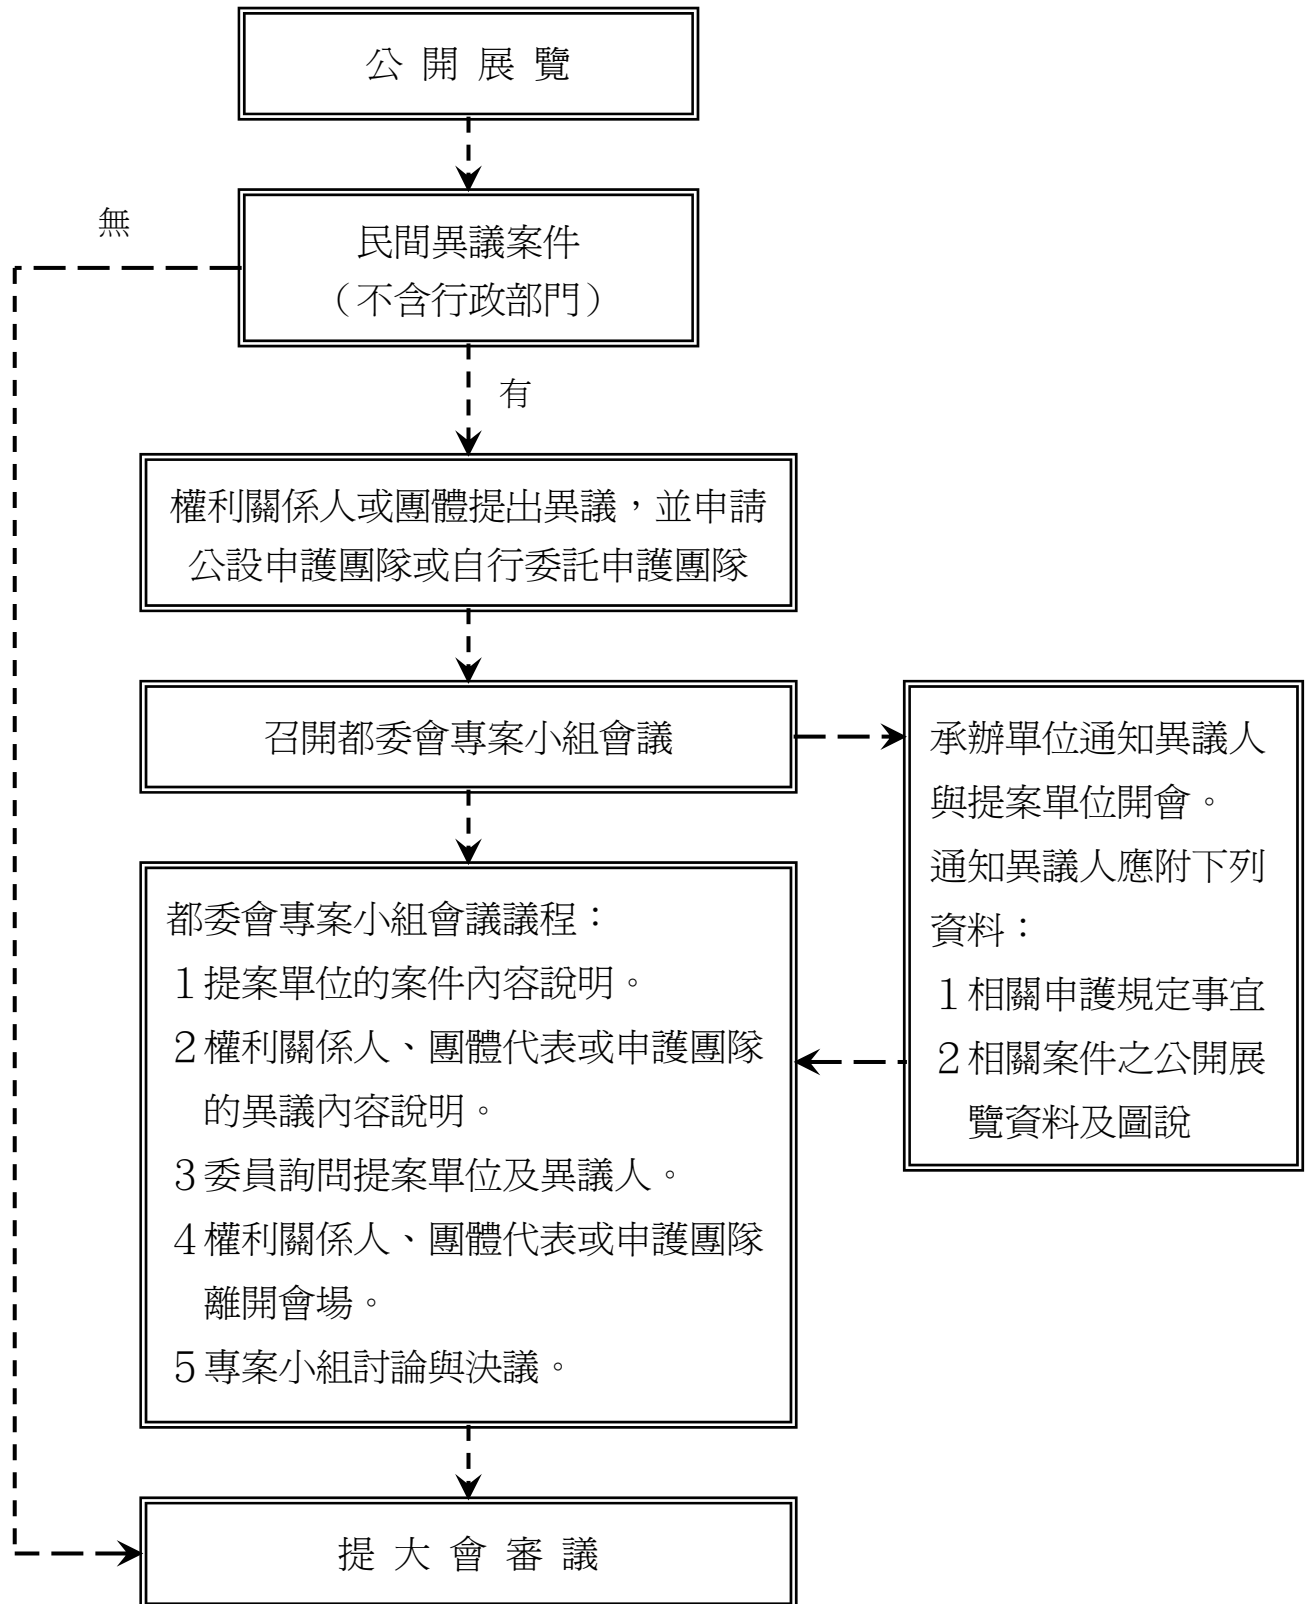 公開展覽
無
民間異議案件
（不含行政部門）
有
權利關係人或團體提出異議，並申請
公設申護團隊或自行委託申護團隊
召開都委會專案小組會議
承辦單位通知異議人
與提案單位開會。
通知異議人應附下列
資料：
１相關申護規定事宜
２相關案件之公開展
覽資料及圖說
都委會專案小組會議議程：
１提案單位的案件內容說明。
２權利關係人、團體代表或申護團隊
的異議內容說明。
３委員詢問提案單位及異議人。
４權利關係人、團體代表或申護團隊
離開會場。
５專案小組討論與決議。
提大會審議